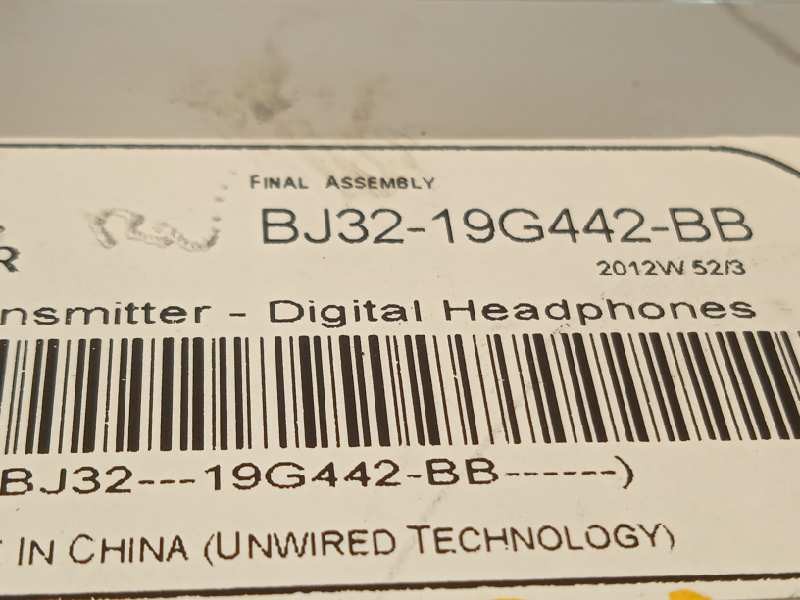 FINAL ASSEMBLY
BJ32-19G442-BB
R
2012W 52/3
nsmitter - Digital Headphones
BJ32---19G442-BB------)
IN CHINA (UNWIRED TECHNOLOGY)